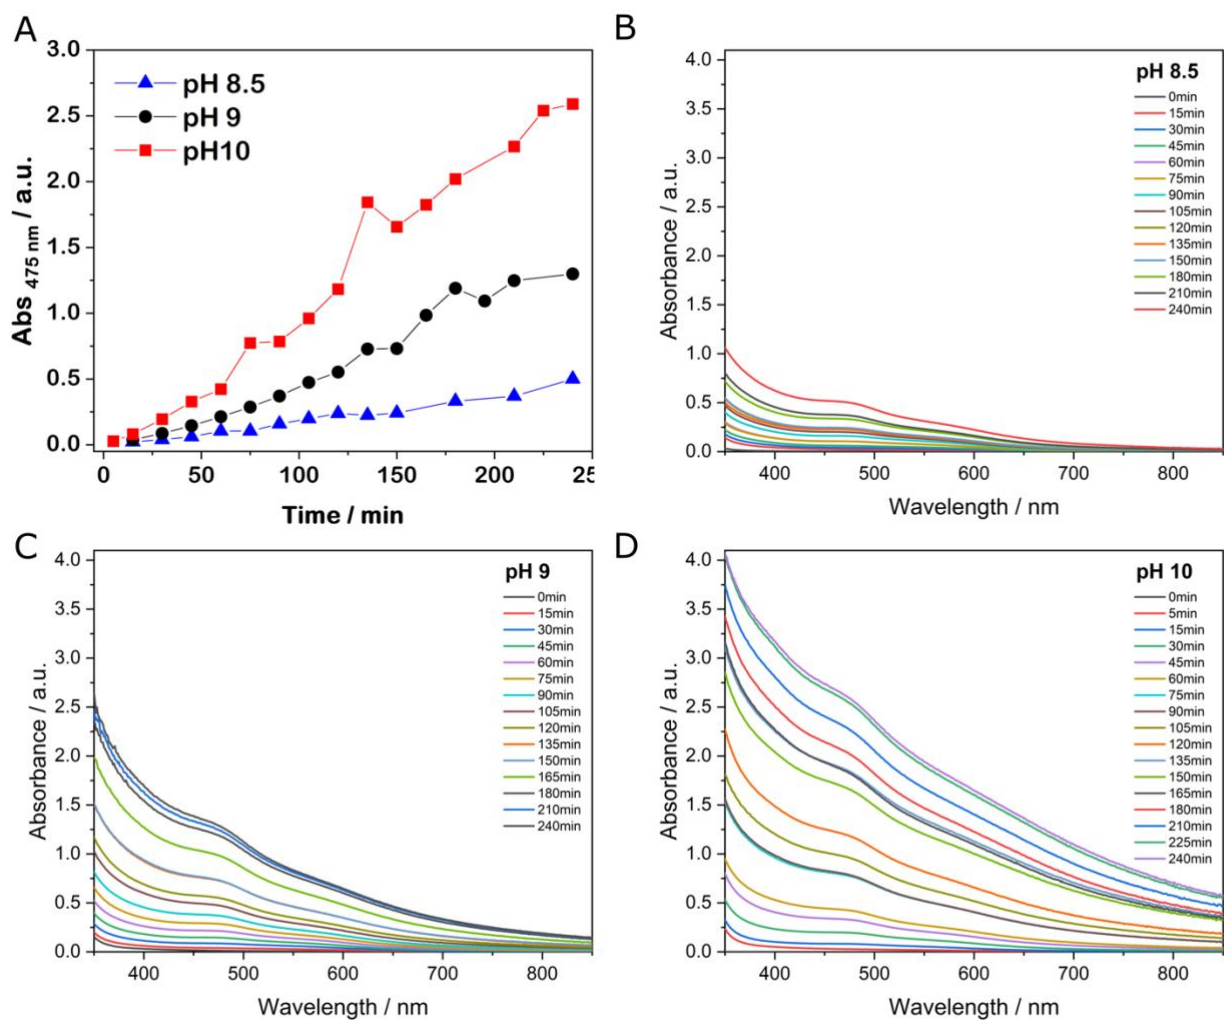 A
3.0
2.5
2.0
1.5
1.0
0.5
0.0
Abs 475 nm / a.u.
pH 8.5
pH 9
pH10
0
50
100
150
200
25
Time / min
B
4.0
3.5
3.0
2.5
2.0
1.5
1.0
0.5
0.0
Absorbance / a.u.
pH 8.5
0min
15min
30min
45min
60min
75min
90min
105min
120min
135min
150min
180min
210min
240min
400
500
600
700
800
Wavelength / nm
C
4.0
3.5
3.0
2.5
2.0
1.5
1.0
0.5
0.0
Absorbance / a.u.
pH 9
0min
15min
30min
45min
60min
75min
90min
105min
120min
135min
150min
165min
180min
210min
240min
400
500
600
700
800
Wavelength / nm
D
4.0
3.5
3.0
2.5
2.0
1.5
1.0
0.5
0.0
Absorbance / a.u.
pH 10
0min
5min
15min
30min
45min
60min
75min
90min
105min
120min
135min
150min
165min
180min
210min
225min
240min
400
500
600
700
800
Wavelength / nm